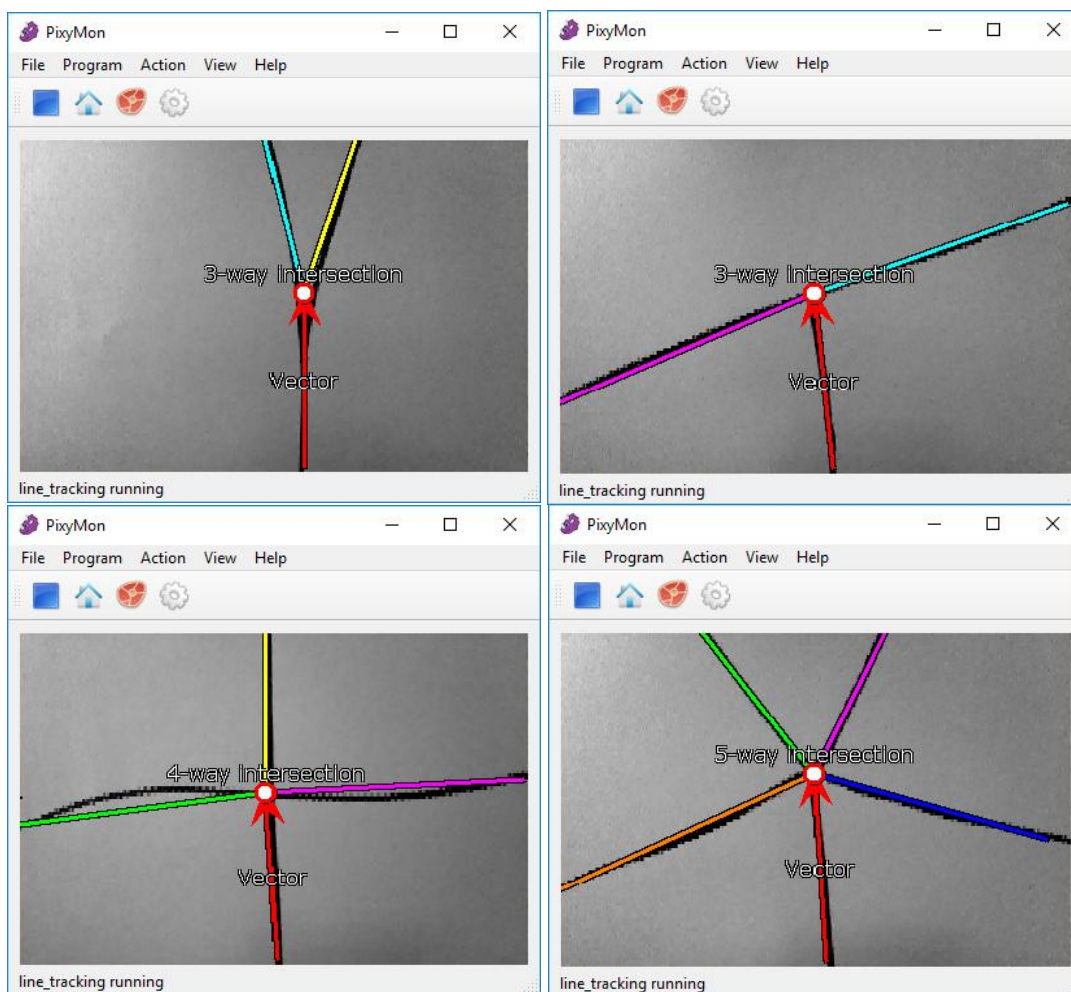 PixyMon
File Program Action View Help
3-way intersection
Vector
line_tracking running
PixyMon
File Program Action View Help
3-way intersection
Vector
line_tracking running
PixyMon
File Program Action View Help
4-way intersection
Vector
line_tracking running
PixyMon
File Program Action View Help
5-way intersection
Vector
line_tracking running